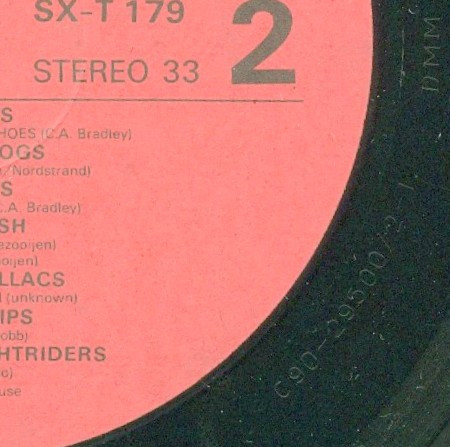 SX-T 179
2
STEREO 33
S
HOES (C.A. Bradley)
OGS
/Nordstrand)
S
C.A. Bradley)
SH
ezooijen)
oijen)
LLACS
(unknown)
IPS
obb)
HTRIDERS
c)
use
DMM
C90-29500/2